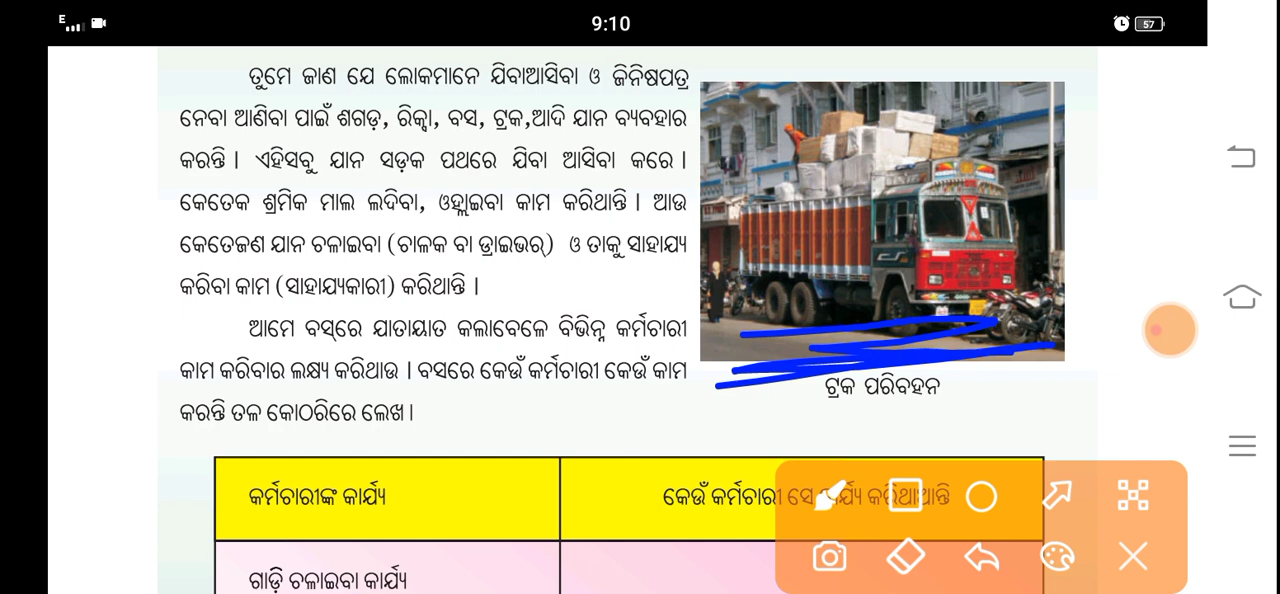 E
9:10
57
ତୁମେ ଜାଣ ଯେ ଲୋକମାନେ ଯିବାଆସିବା ଓ ଜିନିଷପତ୍ର
ନେବା ଆଣିବା ପାଇଁ ଶଗଡ଼, ରିକ୍ସା, ବସ, ଟ୍ରକ,ଆଦି ଯାନ ବ୍ୟବହାର
କରନ୍ତି । ଏହିସବୁ ଯାନ ସଡ଼କ ପଥରେ ଯିବା ଆସିବା କରେ ।
କେତେକ ଶ୍ରମିକ ମାଲ ଲଦିବା, ଓହ୍ଲାଇବା କାମ କରିଥାନ୍ତି । ଆଉ
କେତେଜଣ ଯାନ ଚଳାଇବା (ଚାଳକ ବା ଡ୍ରାଇଭର୍) ଓ ତାକୁ ସାହାଯ୍ୟ
କରିବା କାମ (ସାହାଯ୍ୟକାରୀ) କରିଥାନ୍ତି ।
ଆମେ ବସ୍‌ରେ ଯାତାୟାତ କଲାବେଳେ ବିଭିନ୍ନ କର୍ମଚାରୀ
କାମ କରିବାର ଲକ୍ଷ୍ୟ କରିଥାଉ । ବସରେ କେଉଁ କର୍ମଚାରୀ କେଉଁ କାମ
କରନ୍ତି ତଳ କୋଠରିରେ ଲେଖ ।
ଟ୍ରକ ପରିବହନ
କର୍ମଚାରୀଙ୍କ କାର୍ଯ୍ୟ
କେଉଁ କର୍ମଚାରୀ ସେ କାର୍ଯ୍ୟ କରିଥାଆନ୍ତି
ଗାଡ଼ି ଚଳାଇବା କାର୍ଯ୍ୟ